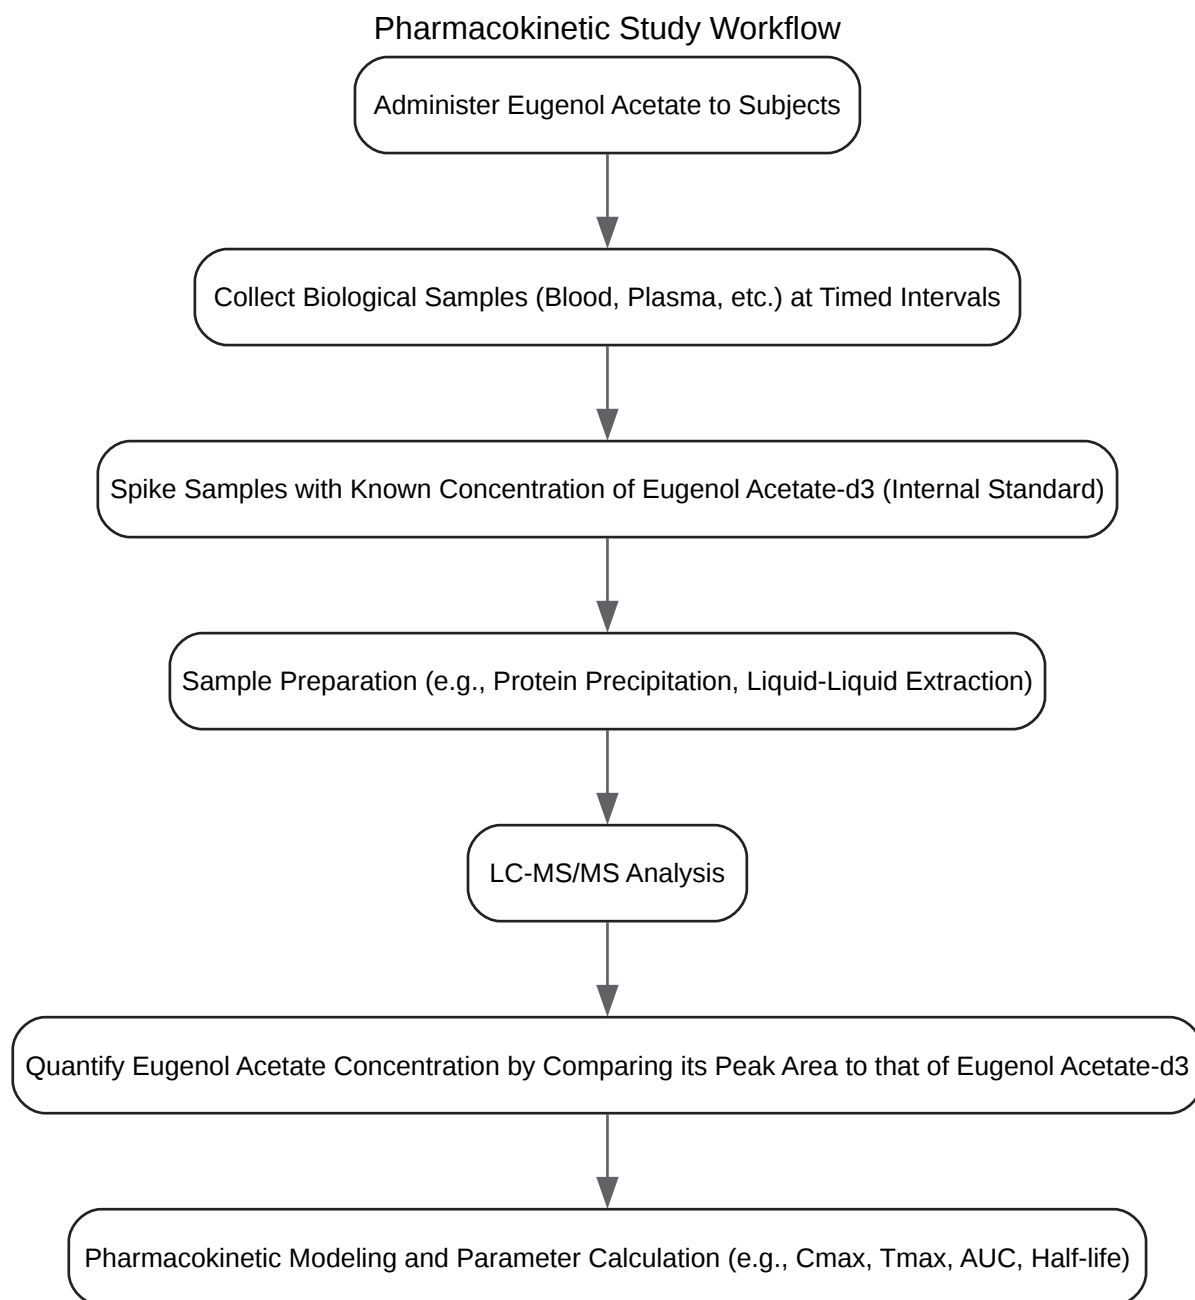 Pharmacokinetic Study Workflow
Administer Eugenol Acetate to Subjects
Collect Biological Samples (Blood, Plasma, etc.) at Timed Intervals
Spike Samples with Known Concentration of Eugenol Acetate-d3 (Internal Standard)
Sample Preparation (e.g., Protein Precipitation, Liquid-Liquid Extraction)
LC-MS/MS Analysis
Quantify Eugenol Acetate Concentration by Comparing its Peak Area to that of Eugenol Acetate-d3
Pharmacokinetic Modeling and Parameter Calculation (e.g., Cmax, Tmax, AUC, Half-life)